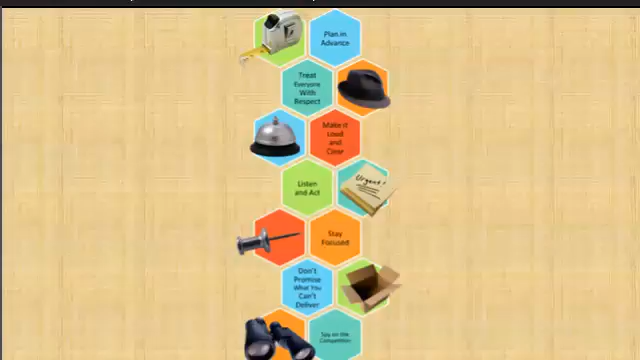 Plan in
Advance
Treat
Everyone
With
Respect
Make it
Loud
and
Clear
Listen
and Act
Urgent!
Stay
Focused
Don't
Promise
What You
Can't
Deliver
Spy on the
Competition